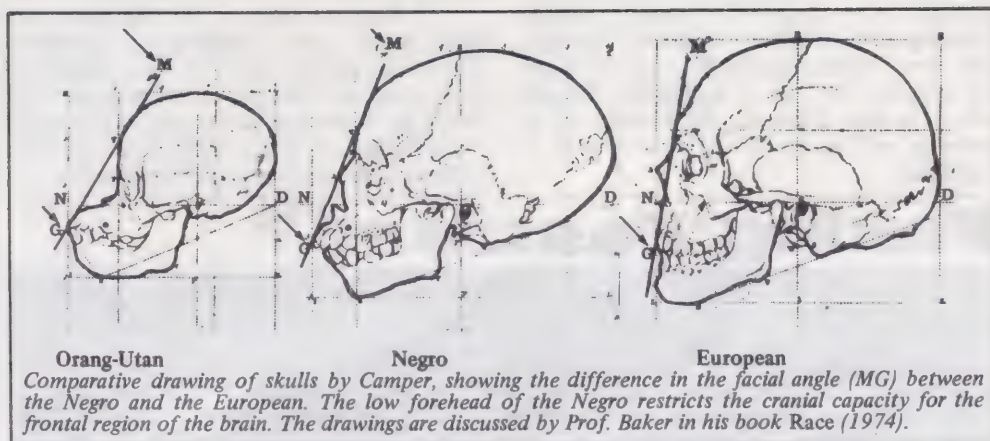 M M M
N N N
D D
G G G
Orang-Utan Negro European
Comparative drawing of skulls by Camper, showing the difference in the facial angle (MG) between
the Negro and the European. The low forehead of the Negro restricts the cranial capacity for the
frontal region of the brain. The drawings are discussed by Prof. Baker in his book Race (1974).